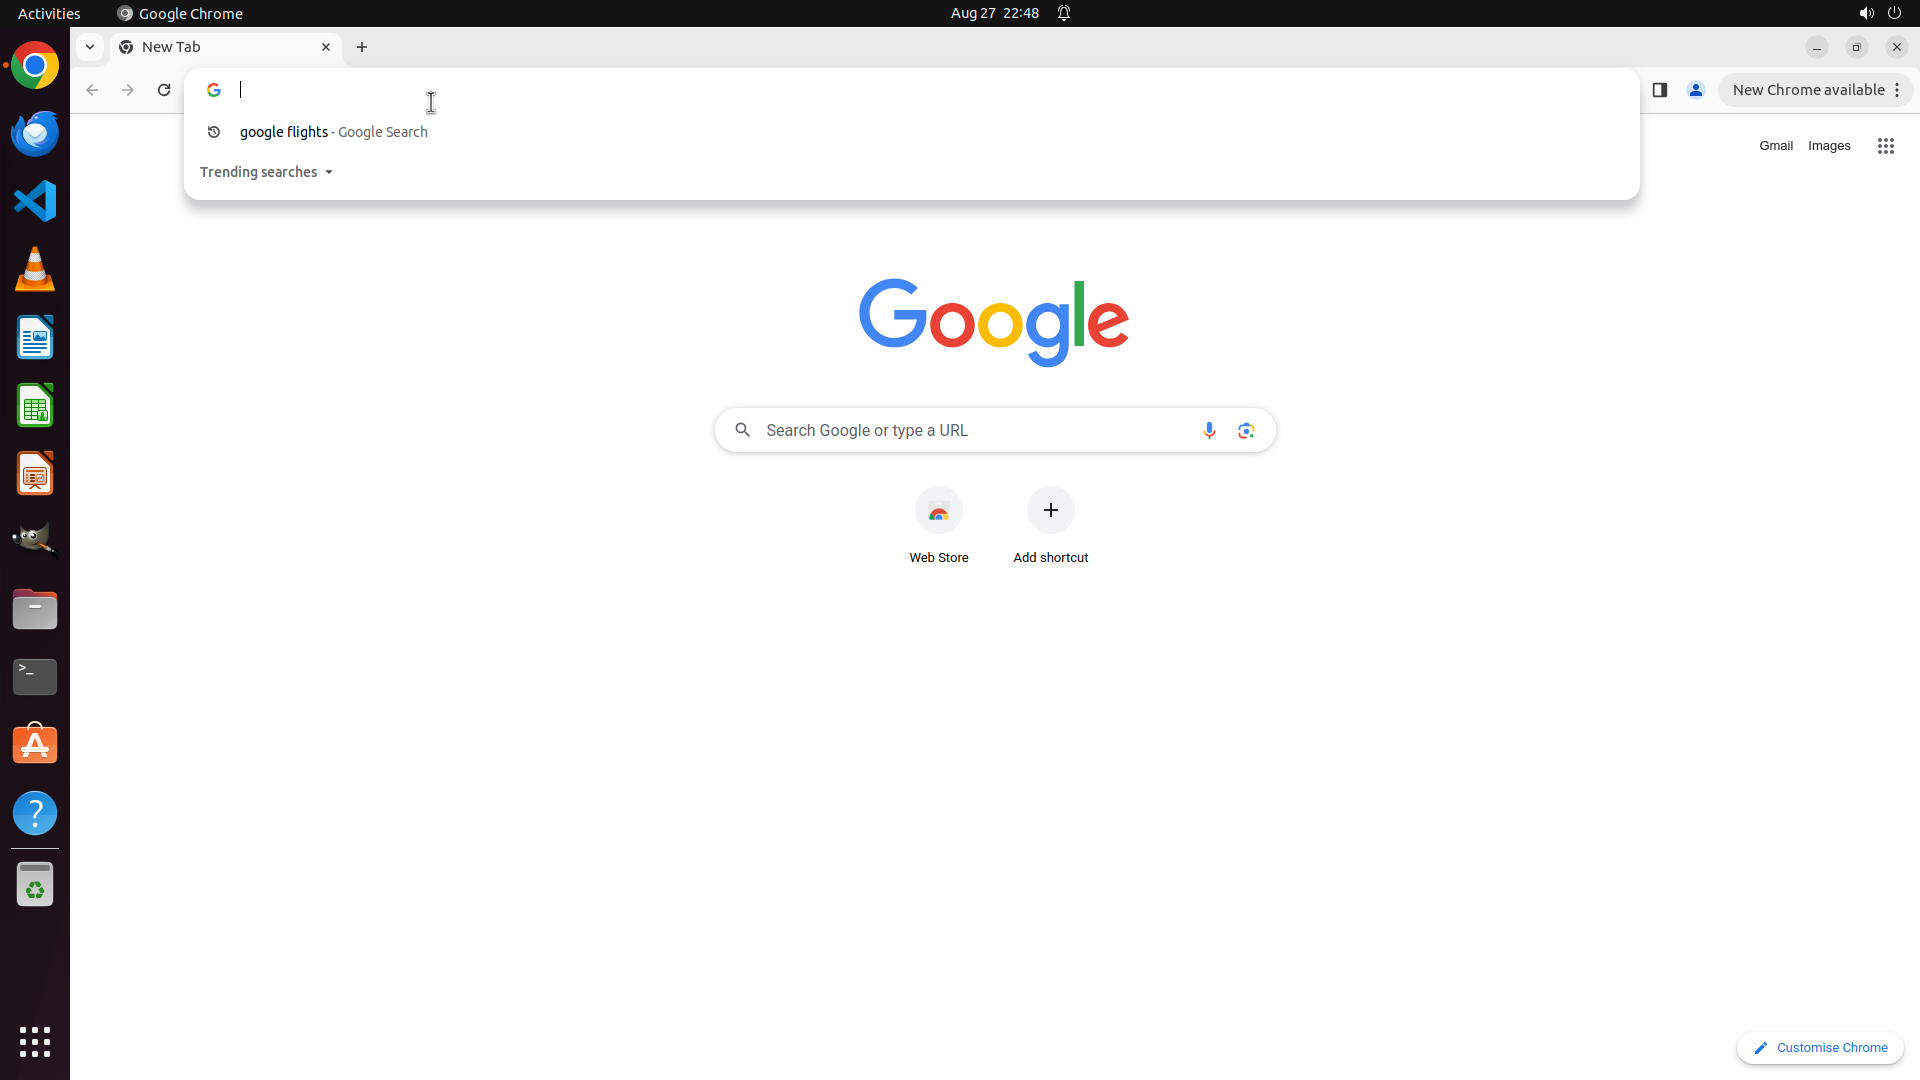 Activities
Google Chrome
Aug 27 22:48
New Tab
google flights - Google Search
New Chrome available
Trending searches
Gmail
Images
Google
Search Google or type a URL
Web Store
Add shortcut
Customise Chrome